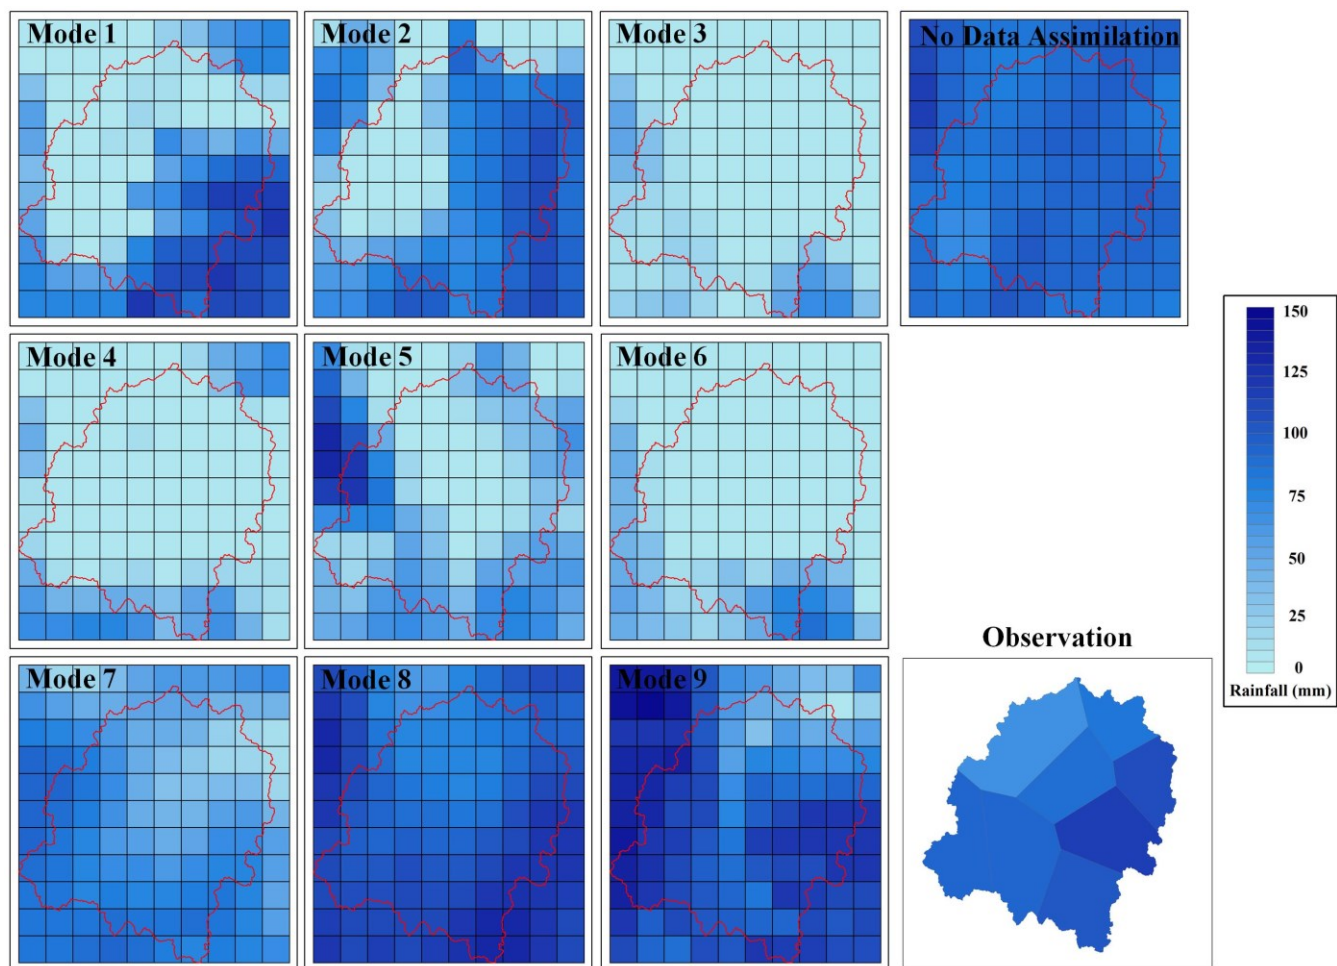 Mode 1
Mode 2
Mode 3
No Data Assimilation
Mode 4
Mode 5
Mode 6
150
125
100
75
50
25
0
Rainfall (mm)
Mode 7
Mode 8
Mode 9
Observation